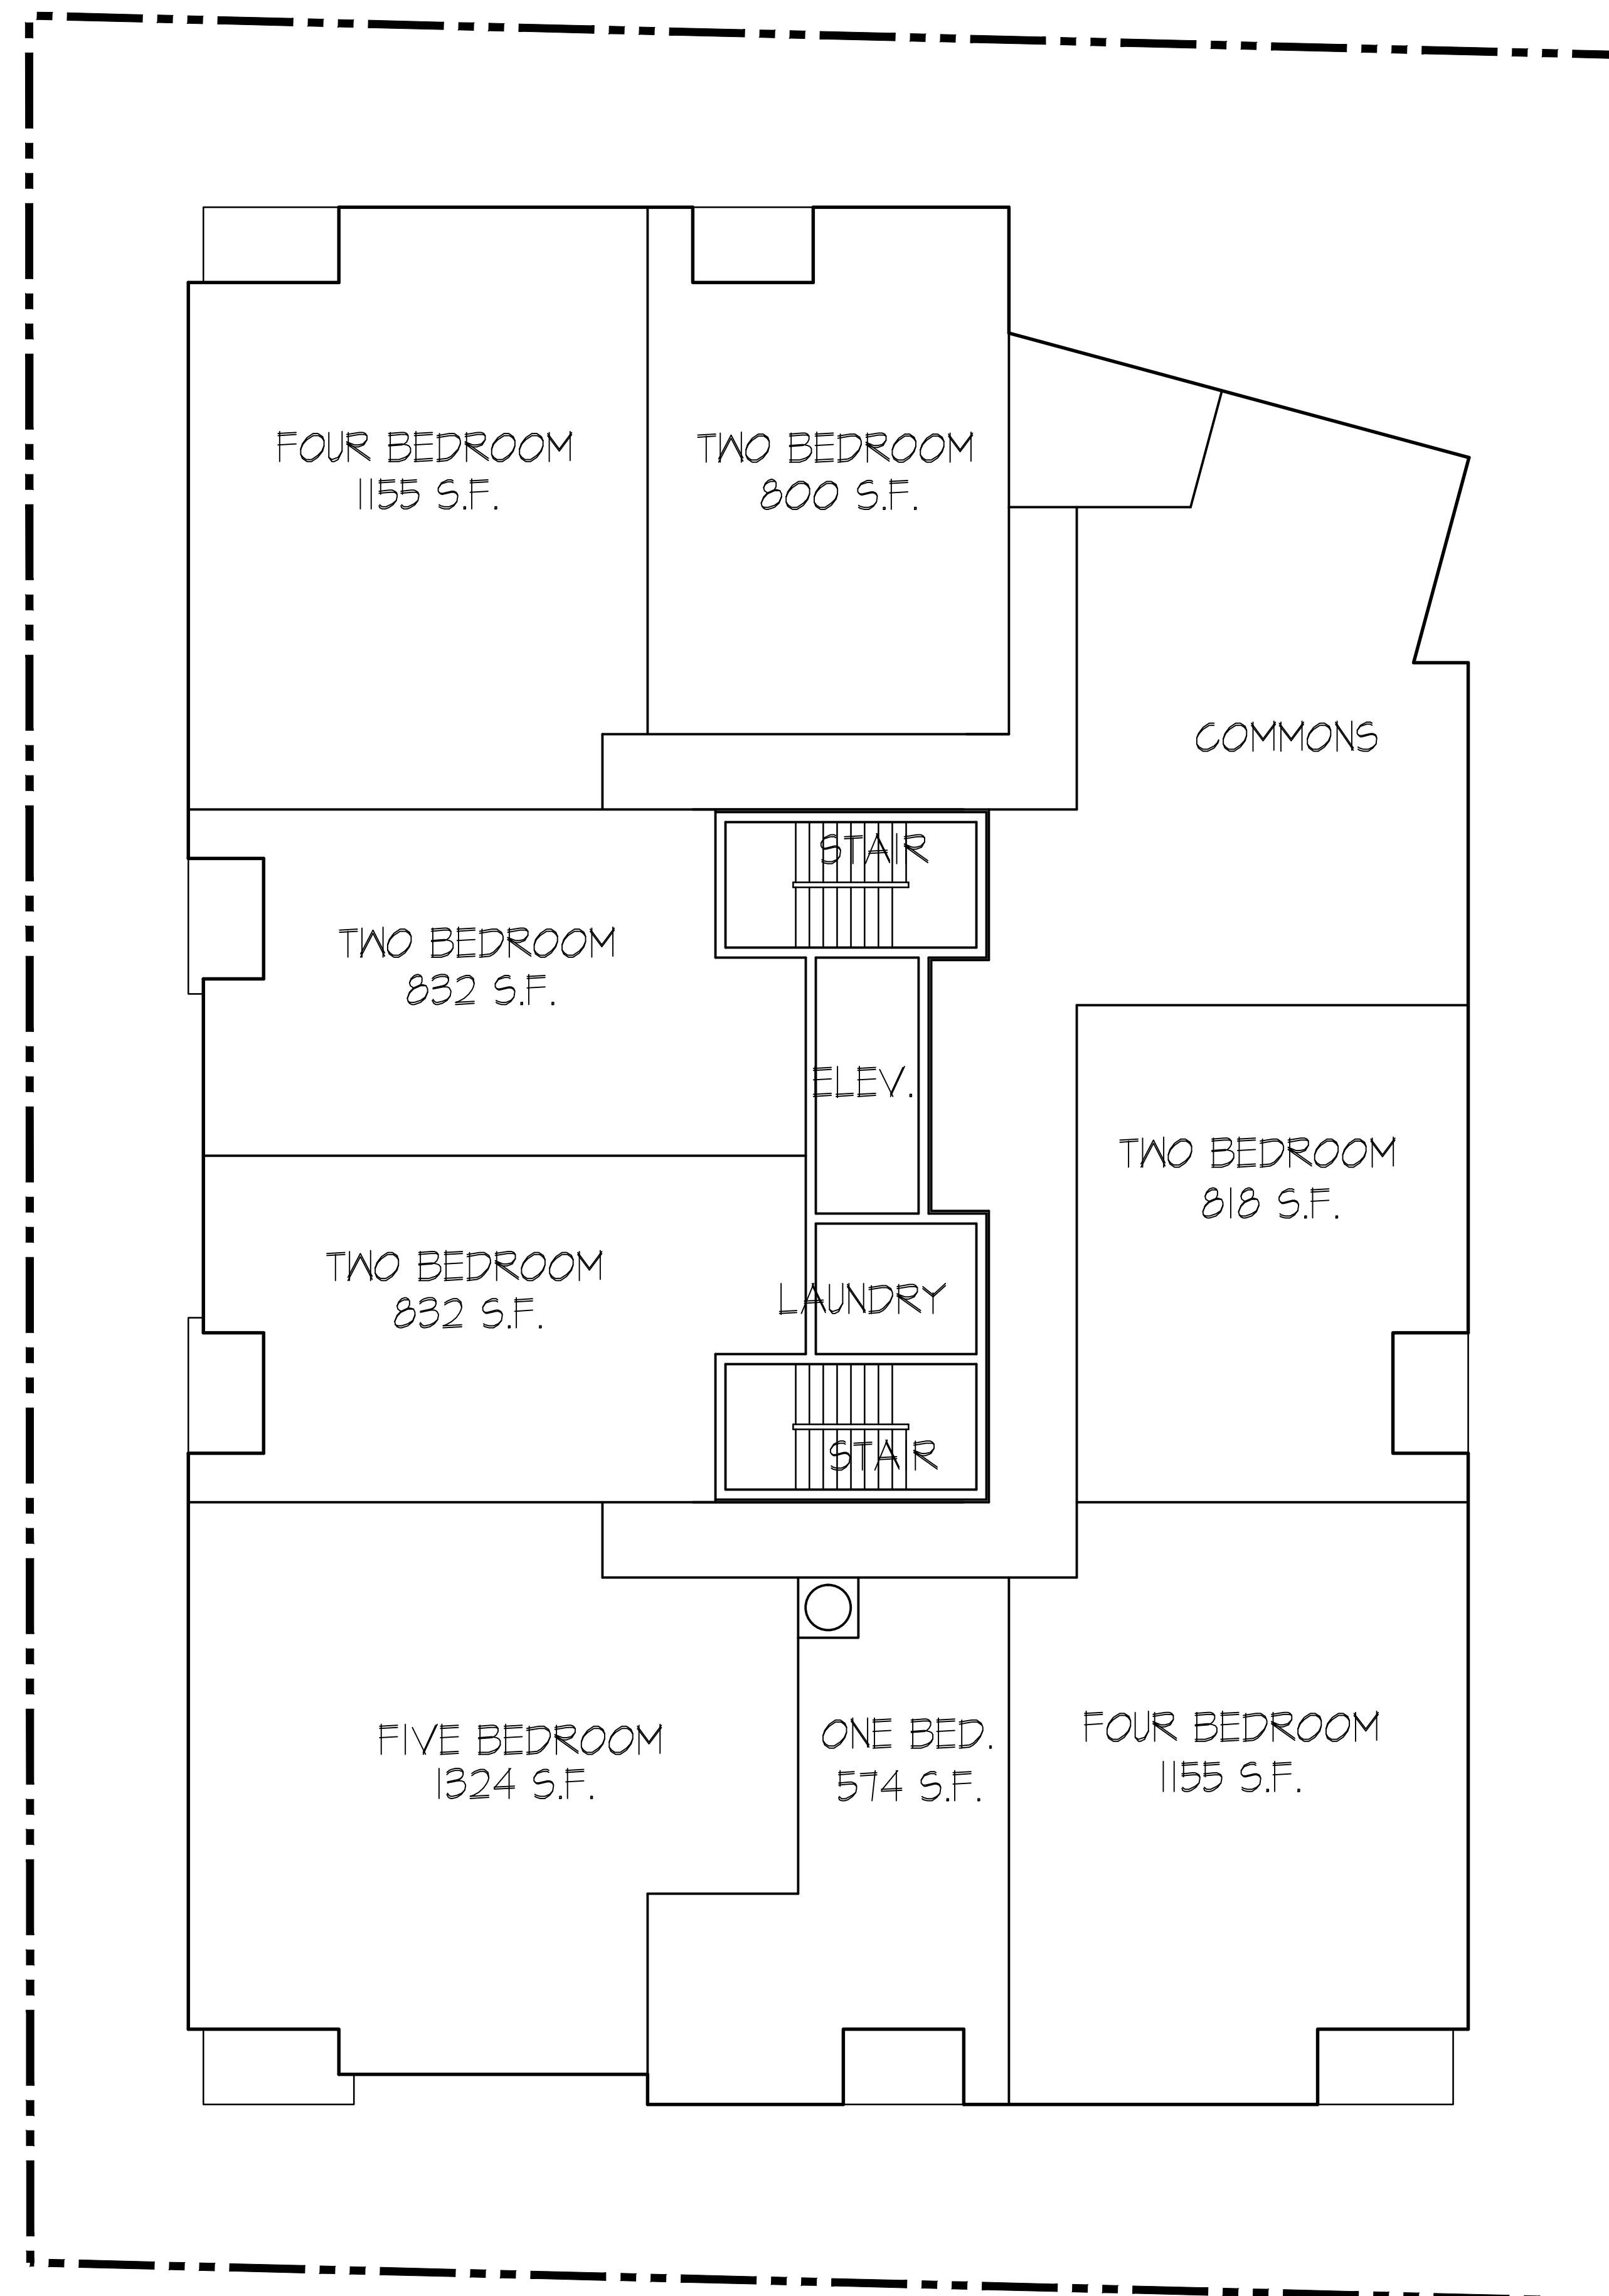 FOUR BEDROOM
1155 S.F.
TWO BEDROOM
800 S.F.
COMMONS
STAIR
TWO BEDROOM
832 S.F.
ELEV.
TWO BEDROOM
818 S.F.
TWO BEDROOM
832 S.F.
LAUNDRY
STAIR
FIVE BEDROOM
1324 S.F.
ONE BED.
574 S.F.
FOUR BEDROOM
1155 S.F.